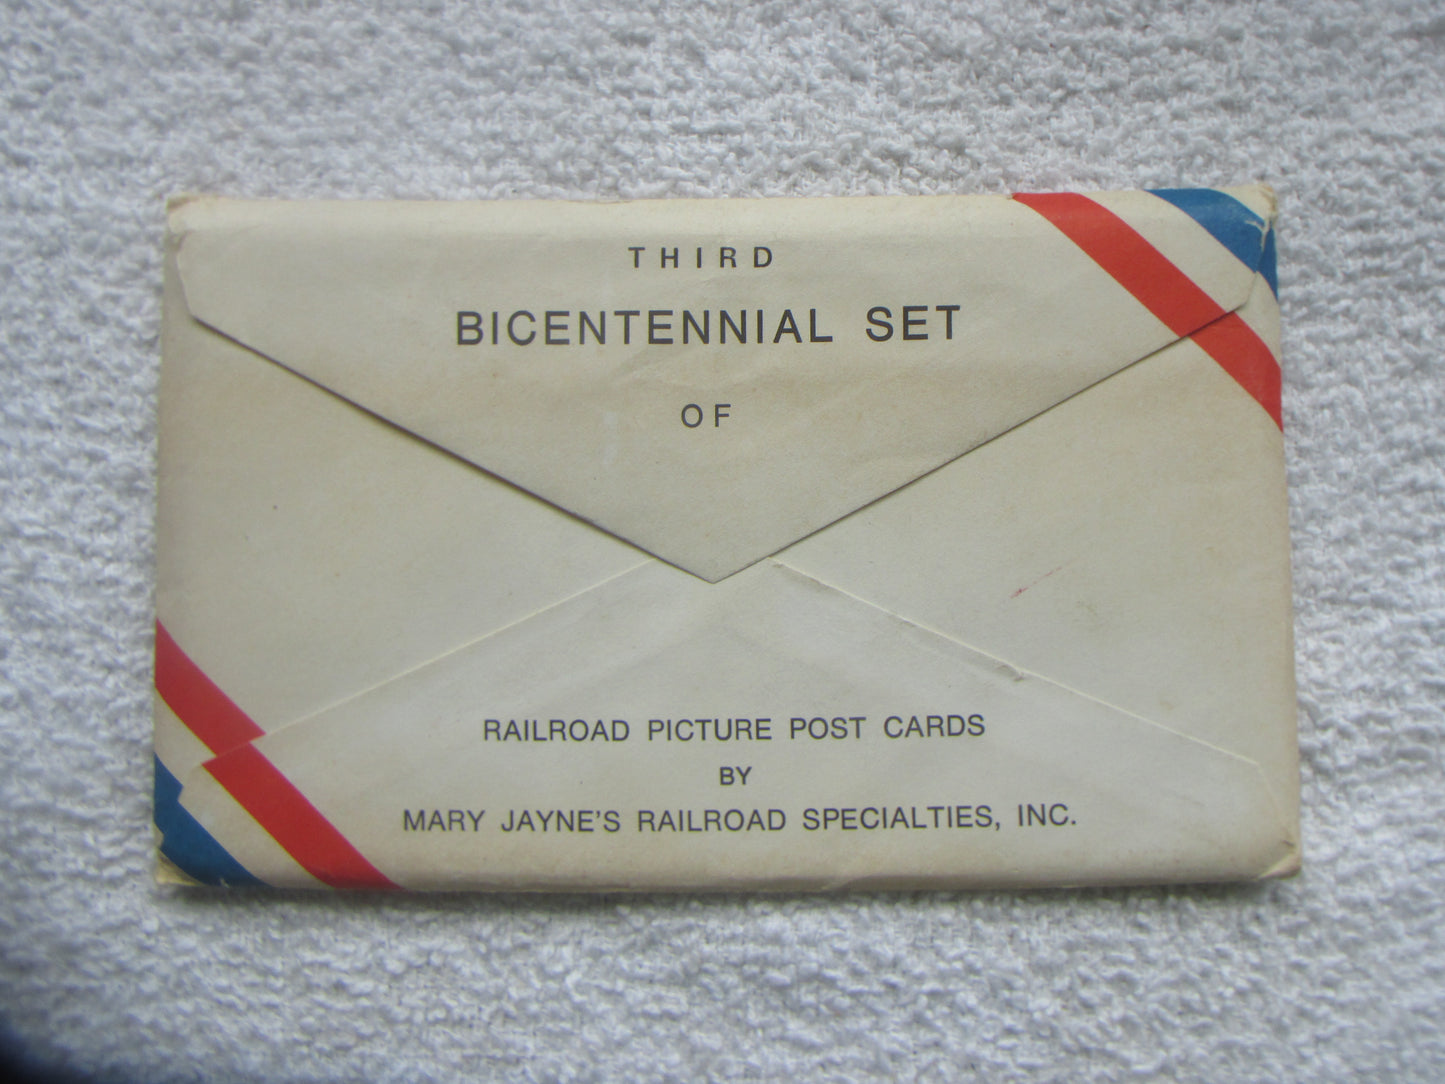 THIRD
BICENTENNIAL SET
OF
RAILROAD PICTURE POST CARDS
BY
MARY JAYNE'S RAILROAD SPECIALTIES, INC.